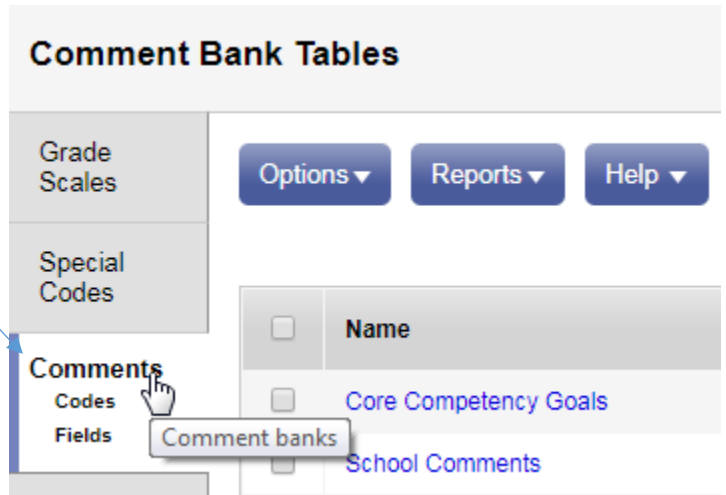 Comment Bank Tables
Grade
Scales
Options Reports Help
Special
Codes
Name
Comments
Codes
Core Competency Goals
Fields
Comment banks
School Comments